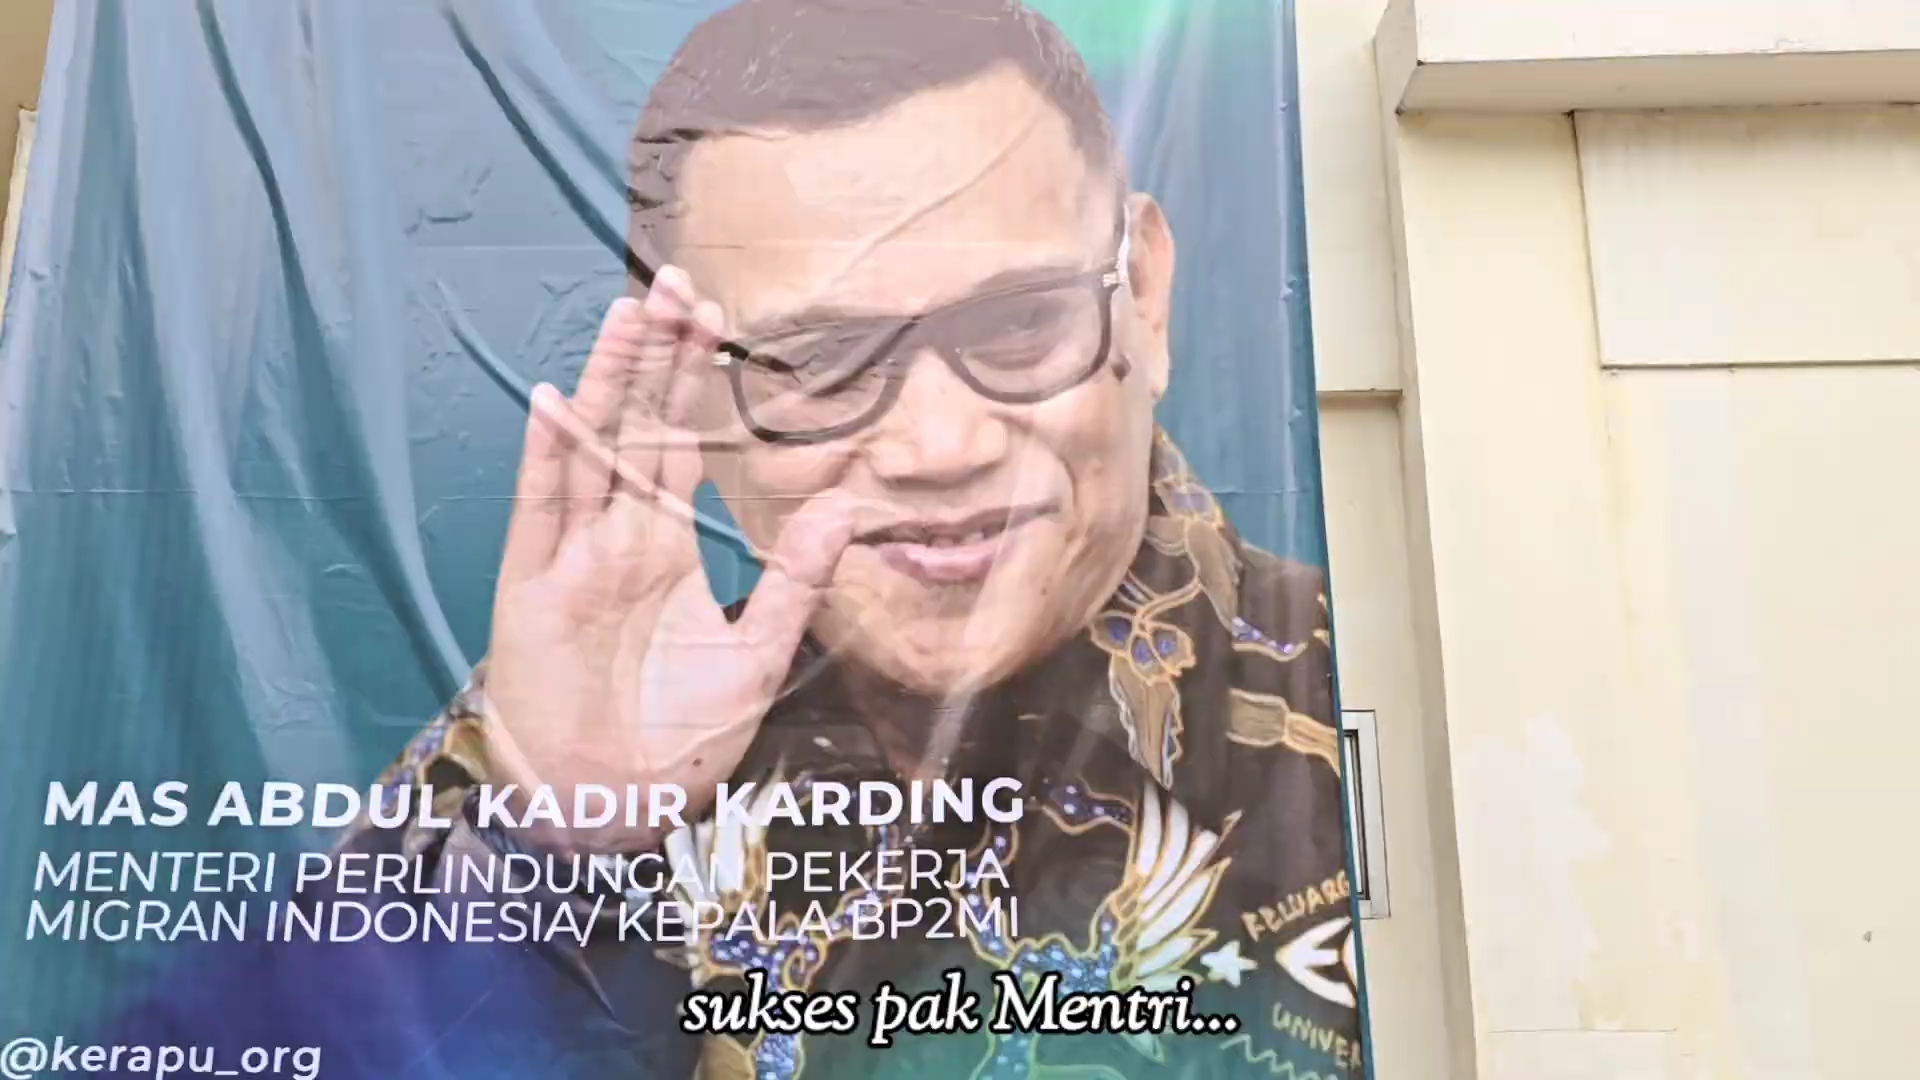 MAS ABDUL KADIR KARDING
MENTERI PERLINDUNGAN PEKERJA
MIGRAN INDONESIA/ KEPALA BP2MI
sukses pak Mentri...
@kerapu_org